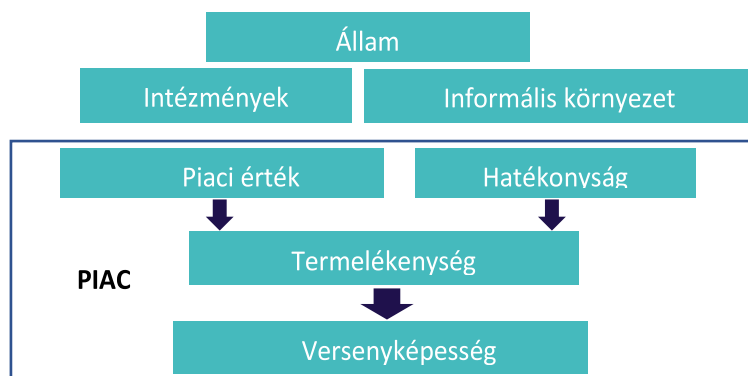 Állam
Intézmények
Informális környezet
Piaci érték
Hatékonyság
Termelékenység
PIAC
Versenyképesség